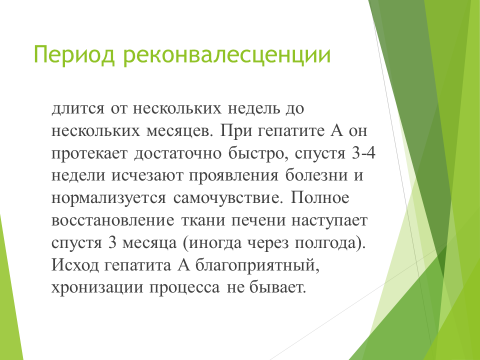 Период реконвалесценции
длится от нескольких недель до
нескольких месяцев. При гепатите А он
протекает достаточно быстро, спустя 3-4
недели исчезают проявления болезни и
нормализуется самочувствие. Полное
восстановление ткани печени наступает
спустя 3 месяца (иногда через полгода).
Исход гепатита А благоприятный,
хронизации процесса не бывает.